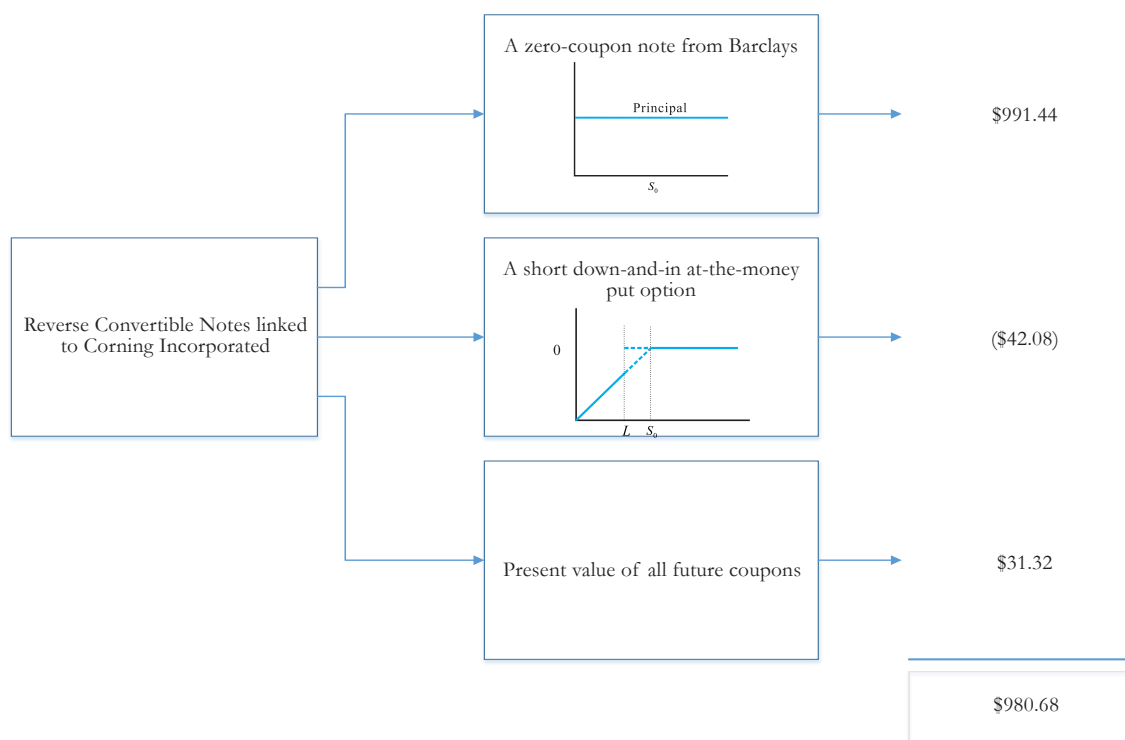 A zero-coupon note from Barclays
Principal
S₀
$991.44
Reverse Convertible Notes linked
to Corning Incorporated
A short down-and-in at-the-money
put option
0
L S₀
($42.08)
Present value of all future coupons
$31.32
$980.68